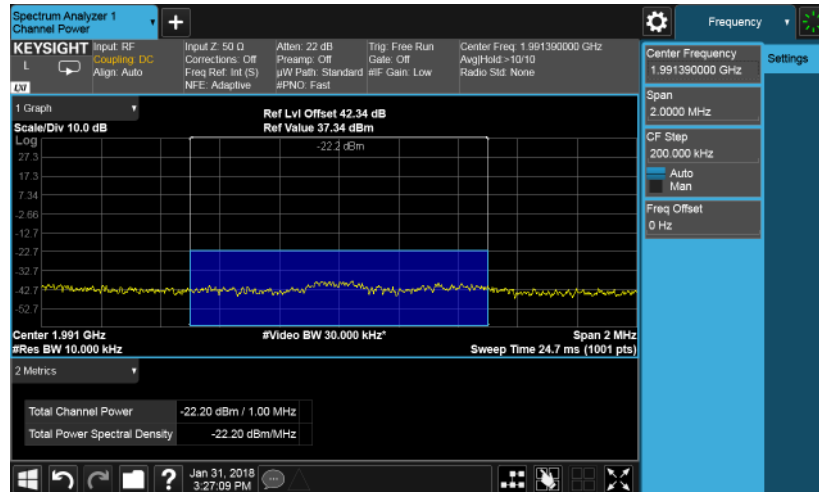 Spectrum Analyzer 1
Channel Power
+
Frequency
KEYSIGHT
L
LXI
Input: RF
Coupling: DC
Align: Auto
Input Z: 50 Ω
Corrections: Off
Freq Ref: Int (S)
NFE: Adaptive
Atten: 22 dB
Preamp: Off
µW Path: Standard
#PNO: Fast
Trig: Free Run
Gate: Off
#IF Gain: Low
Center Freq: 1.991390000 GHz
Avg|Hold:>10/10
Radio Std: None
Center Frequency
1.991390000 GHz
Settings
Span
2.0000 MHz
CF Step
200.000 kHz
Auto
Man
Freq Offset
0 Hz
1 Graph
Scale/Div 10.0 dB
Ref Lvl Offset 42.34 dB
Ref Value 37.34 dBm
Log
-22.2 dBm
27.3
17.3
7.34
-2.66
-12.7
-22.7
-32.7
-42.7
-52.7
Center 1.991 GHz
#Res BW 10.000 kHz
#Video BW 30.000 kHz*
Span 2 MHz
Sweep Time 24.7 ms (1001 pts)
2 Metrics
Total Channel Power -22.20 dBm / 1.00 MHz
Total Power Spectral Density -22.20 dBm/MHz
?
Jan 31, 2018
3:27:09 PM